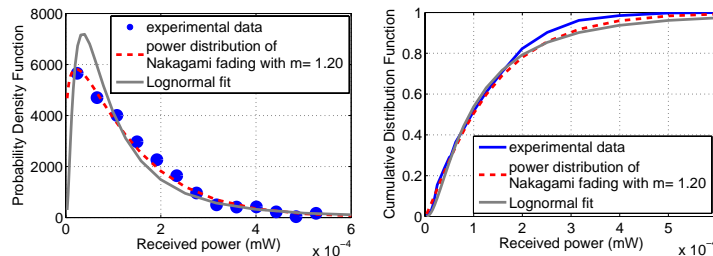 8000
6000
4000
2000
0
Probability Density Function
experimental data
power distribution of
Nakagami fading with m= 1.20
Lognormal fit
0 2 4 6
Received power (mW)
x 10⁻⁴
1
0.8
0.6
0.4
0.2
0
Cumulative Distribution Function
experimental data
power distribution of
Nakagami fading with m= 1.20
Lognormal fit
0 1 2 3 4 5
Received power (mW)
x 10⁻⁴